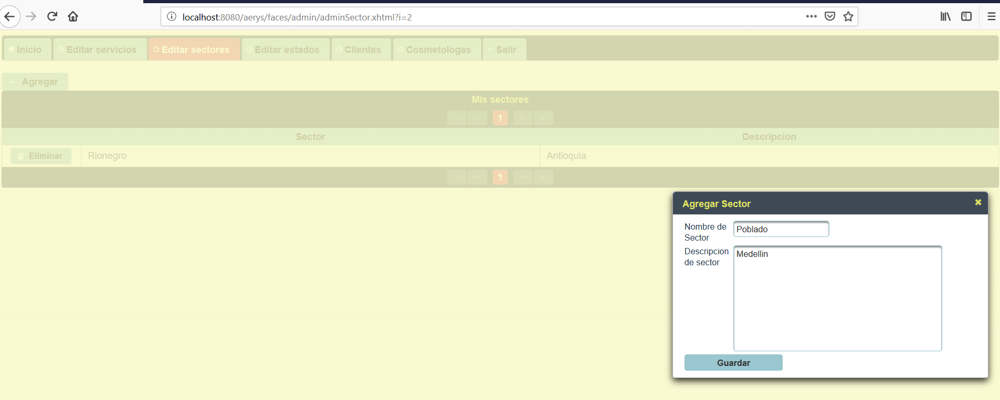 localhost:8080/aerys/faces/admin/adminSector.xhtml?i=2
Inicio Editar servicios Editar sectores Editar estados Clientes Cosmetologas Salir
Agregar
Mis sectores
1
Sector Descripcion
Eliminar Rionegro Antioquia
1
Agregar Sector
Nombre de
Sector
Poblado
Descripcion
de sector
Medellin
Guardar